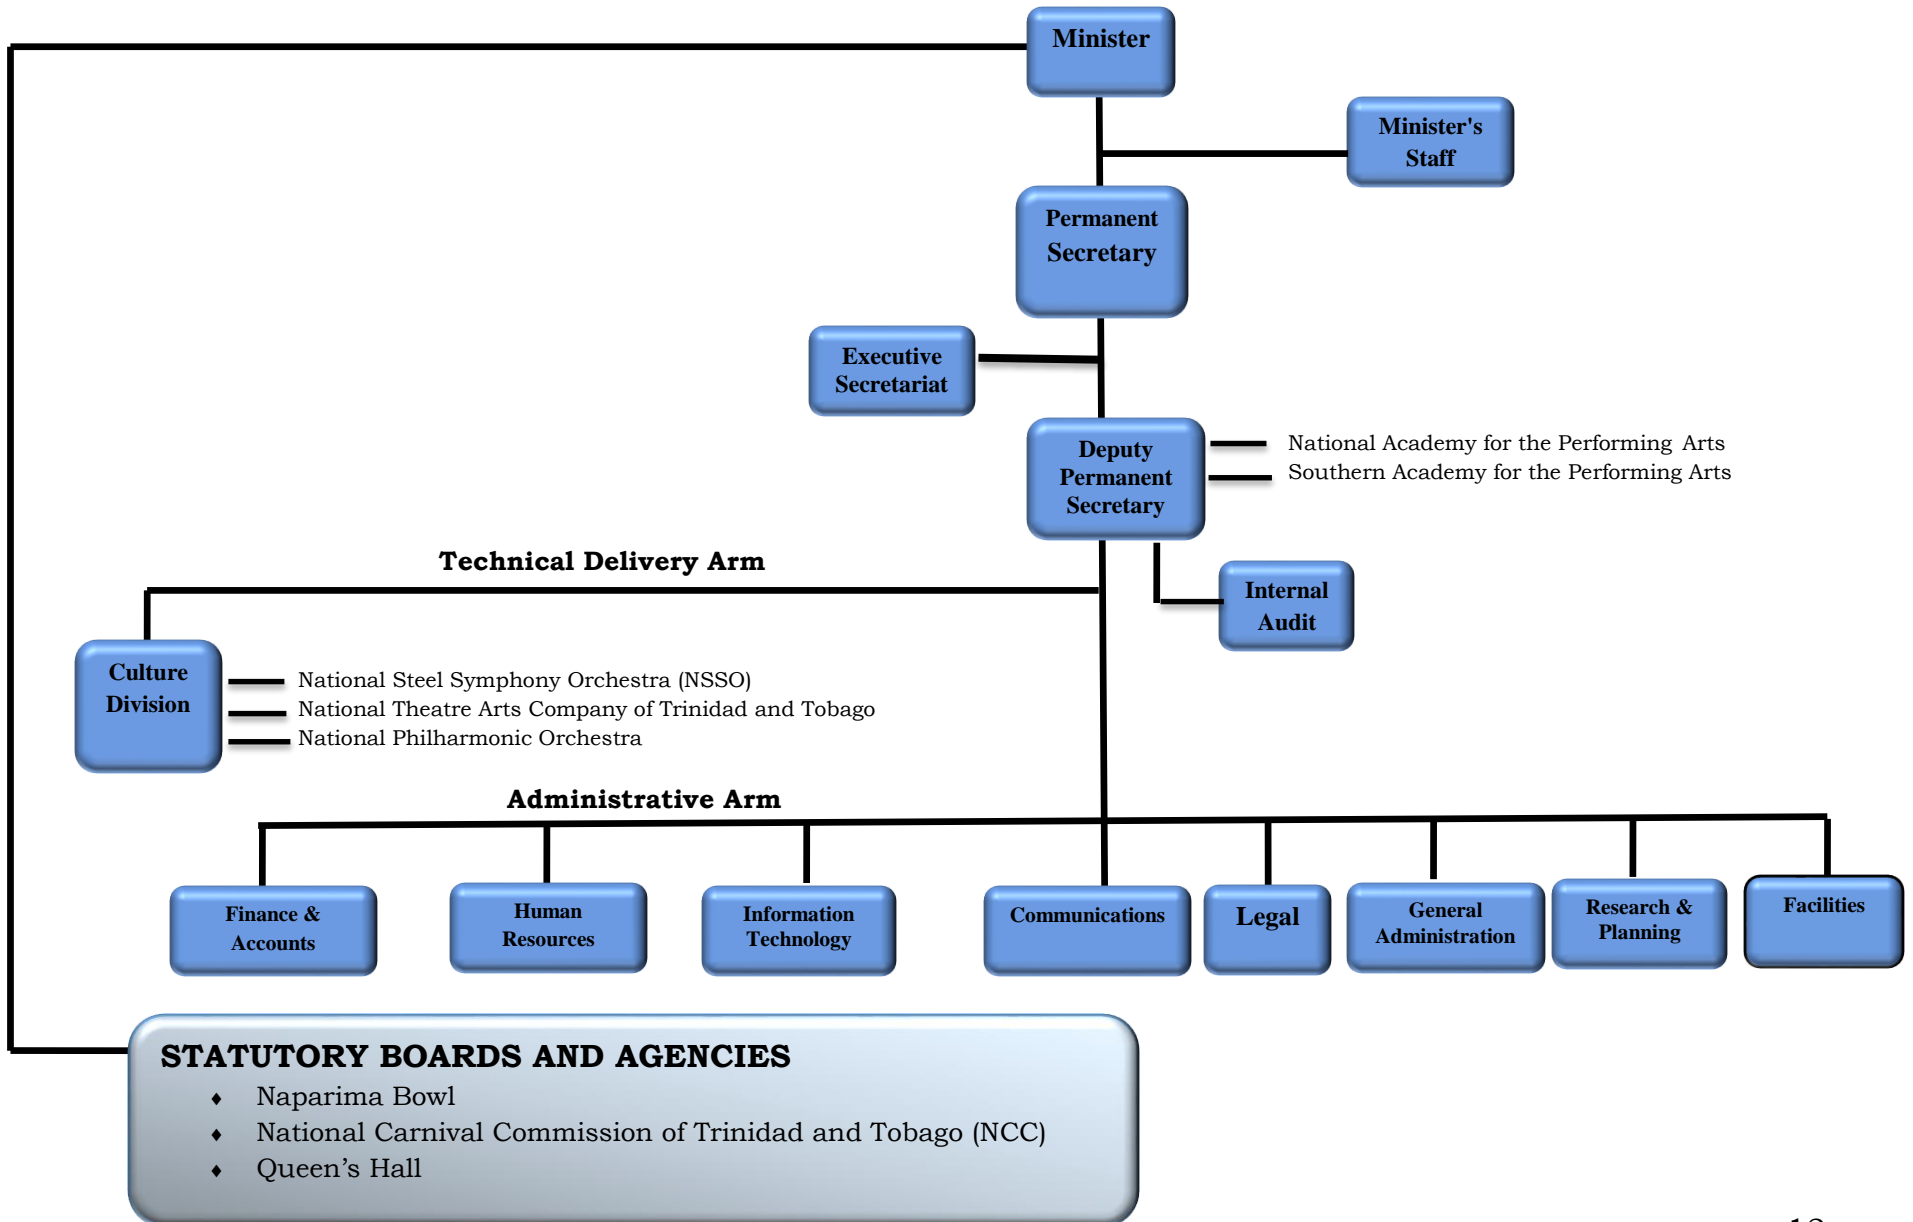 Minister
Minister's
Staff
Permanent
Secretary
Executive
Secretariat
Deputy
Permanent
Secretary
National Academy for the Performing Arts
Southern Academy for the Performing Arts
Technical Delivery Arm
Internal
Audit
Culture
Division
National Steel Symphony Orchestra (NSSO)
National Theatre Arts Company of Trinidad and Tobago
National Philharmonic Orchestra
Administrative Arm
Finance &
Accounts
Human
Resources
Information
Technology
Communications
Legal
General
Administration
Research &
Planning
Facilities
STATUTORY BOARDS AND AGENCIES
♦ Naparima Bowl
♦ National Carnival Commission of Trinidad and Tobago (NCC)
♦ Queen’s Hall